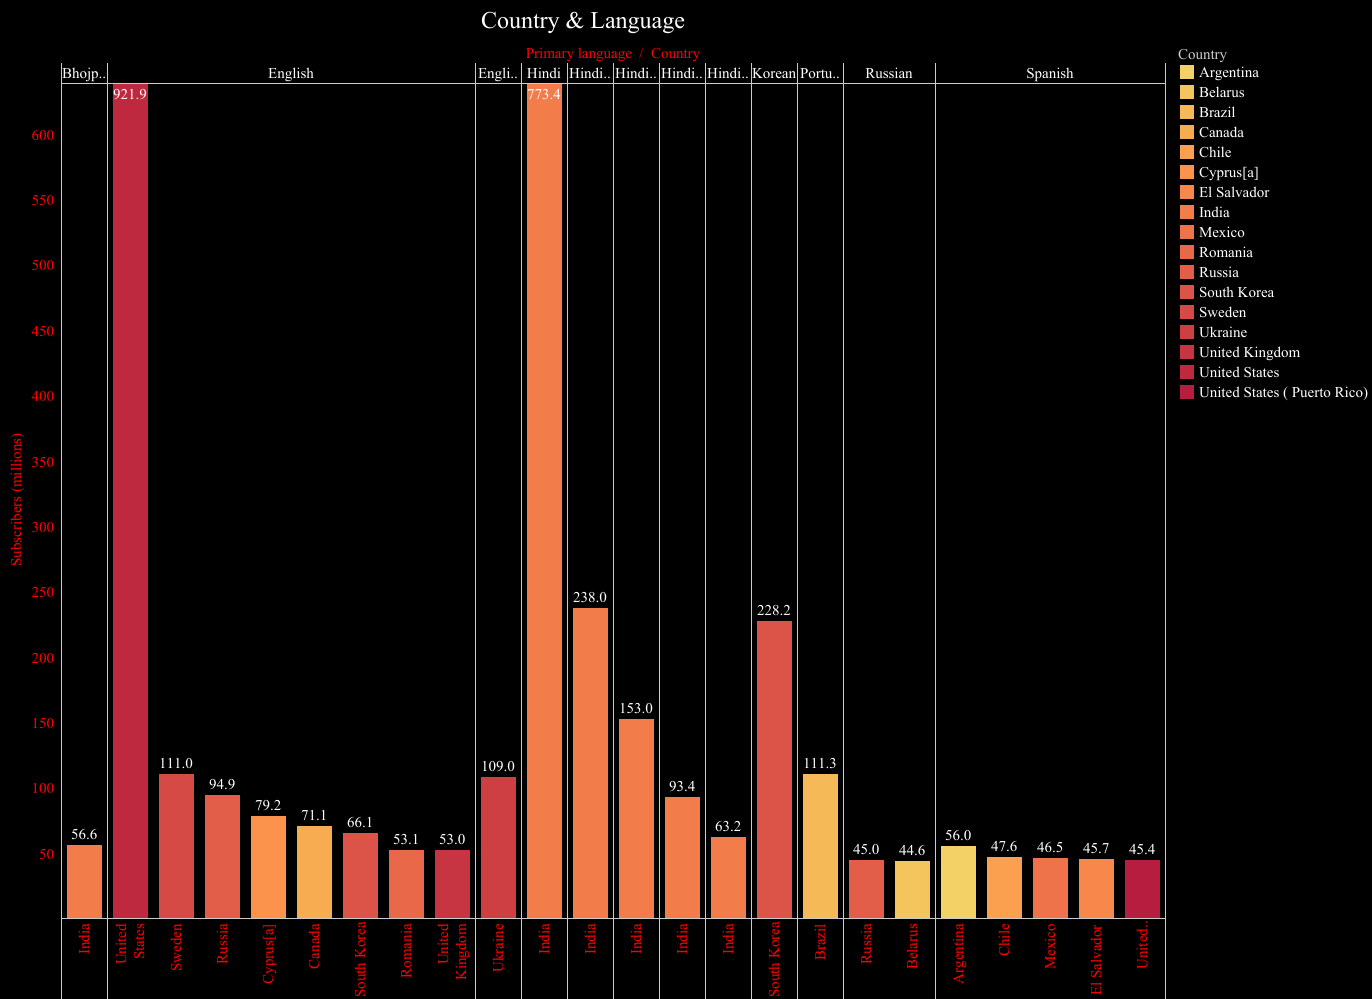 Country & Language
Primary language / Country
Bhojp.. English Engli.. Hindi Hindi.. Hindi.. Hindi.. Hindi.. Korean Portu.. Russian Spanish
Subscribers (millions)
600
550
500
450
400
350
300
250
200
150
100
50
56.6
921.9
111.0
94.9
79.2
71.1
66.1
53.1
53.0
109.0
773.4
238.0
153.0
93.4
63.2
228.2
111.3
45.0
44.6
56.0
47.6
46.5
45.7
45.4
India
United
States
Sweden
Russia
Cyprus[a]
Canada
South Korea
Romania
United
Kingdom
Ukraine
India
India
India
India
India
South Korea
Brazil
Russia
Belarus
Argentina
Chile
Mexico
El Salvador
United..
Country
Argentina
Belarus
Brazil
Canada
Chile
Cyprus[a]
El Salvador
India
Mexico
Romania
Russia
South Korea
Sweden
Ukraine
United Kingdom
United States
United States ( Puerto Rico)